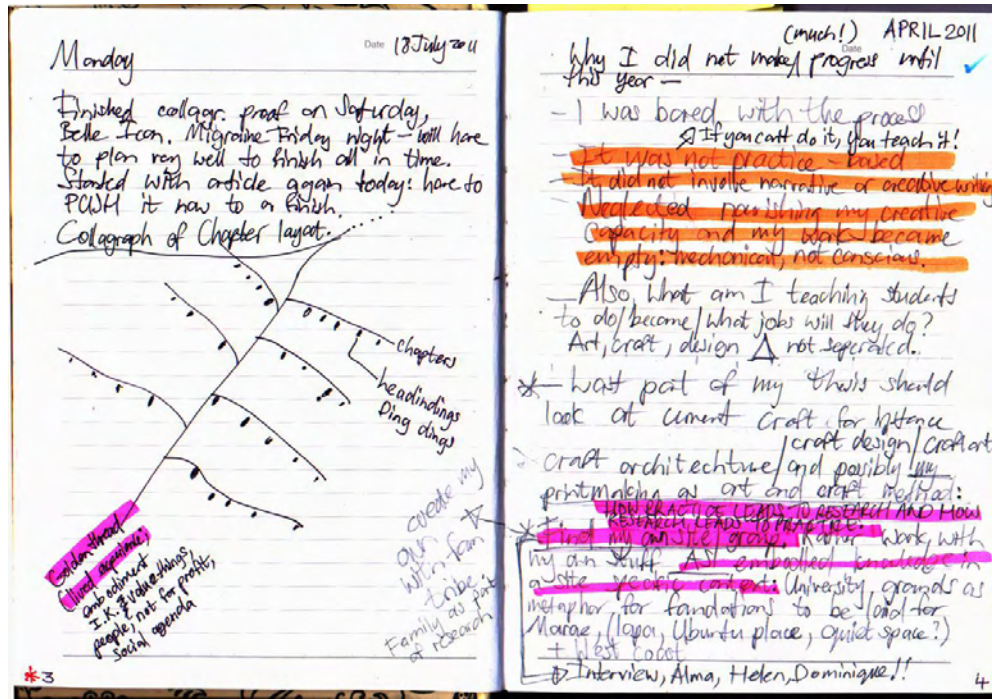 Monday
Date 18 July 2011
Finished collagr. proof on Saturday,
Belle Icon. Migraine Friday night – will have
to plan very well to finish all in time.
Started with article again today: have to
PUSH it now to a finish.
Collagraph of Chapter layout.
chapters
headindings
Ding dings
Golden thread
lived experience:
embodiment
I.K. & value things,
people, not for profit,
social agenda
create my
own
with fam
tribe
Family as part
of research
*3
(much!) APRIL 2011
Date
Why I did not make progress until
this year —
– I was bored with the process
If you can't do it, you teach it!
– It was not practice – based
– It did not involve narrative or creative writing
– Neglected nourishing my creative
capacity and my work became
empty: mechanical, not conscious.
– Also, what am I teaching students
to do/become/what jobs will they do?
Art, craft, design △ not seperated.
* – Last part of my thesis should
look at current craft for instance
/craft design/craft art
craft architechture/and possibly my
printmaking as art and craft method:
HOW PRACTICE LEADS TO RESEARCH AND HOW
RESEARCH, LEADS TO PRACTICE.
* Find my own site/group, Rather work, with
my own stuff. As embodied knowledge in
a site specific context: University, grounds as
metaphor for foundations to be laid for
Marae, (lapa, Ubuntu place, quiet space?)
+ West coast
Interview, Alma, Helen, Dominique!!
4